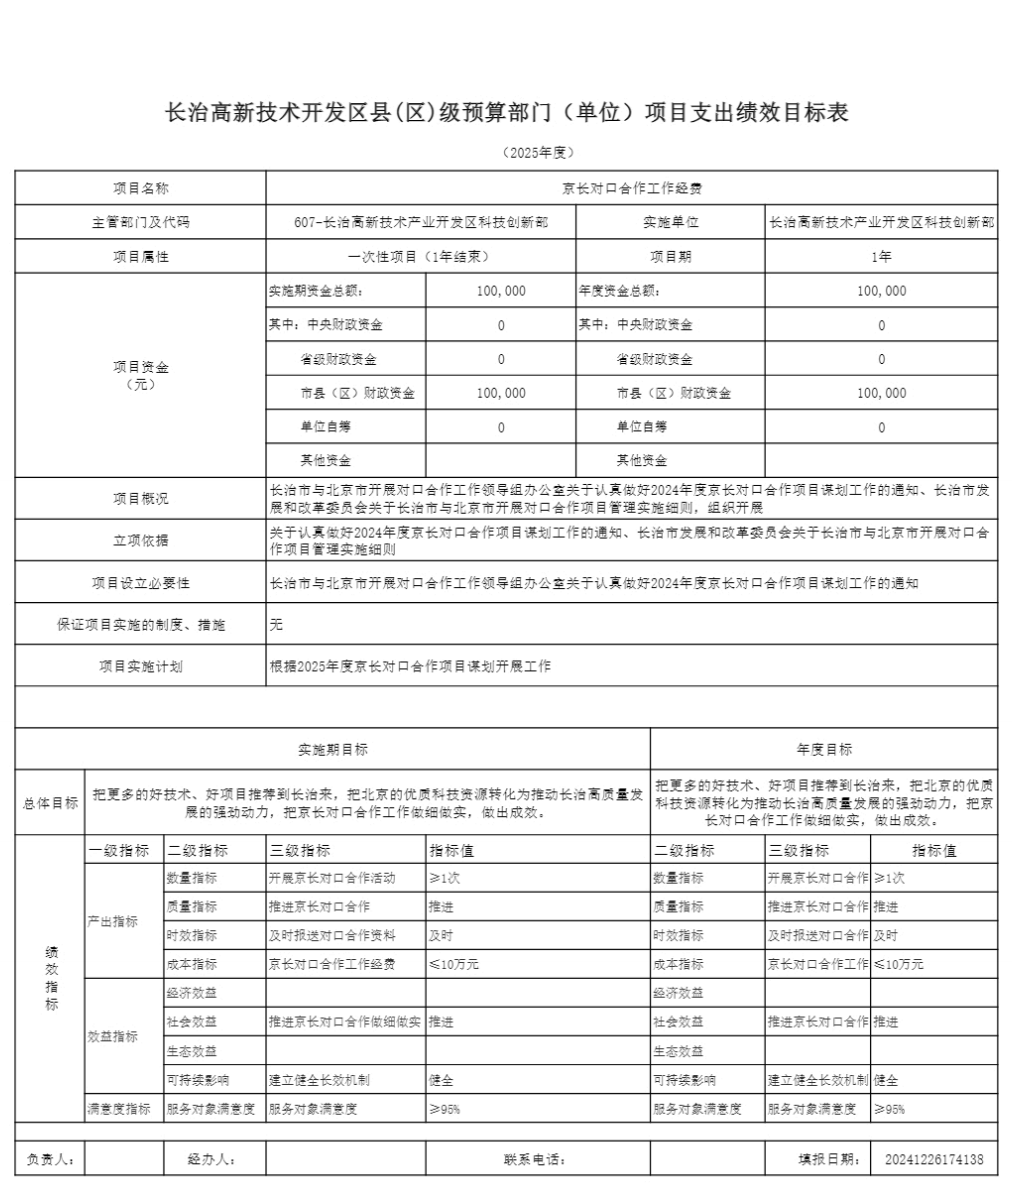 长治高新技术开发区县(区)级预算部门（单位）项目支出绩效目标表
（2025年度）
项目名称 京长对口合作工作经费
主管部门及代码 607-长治高新技术产业开发区科技创新部 实施单位 长治高新技术产业开发区科技创新部
项目属性 一次性项目（1年结束） 项目期 1年
项目资金
（元）
实施期资金总额： 100,000 年度资金总额： 100,000
其中：中央财政资金 0 其中：中央财政资金 0
省级财政资金 0 省级财政资金 0
市县（区）财政资金 100,000 市县（区）财政资金 100,000
单位自筹 0 单位自筹 0
其他资金 其他资金
项目概况
长治市与北京市开展对口合作工作领导组办公室关于认真做好2024年度京长对口合作项目谋划工作的通知、长治市发
展和改革委员会关于长治市与北京市开展对口合作项目管理实施细则，组织开展
立项依据
关于认真做好2024年度京长对口合作项目谋划工作的通知、长治市发展和改革委员会关于长治市与北京市开展对口合
作项目管理实施细则
项目设立必要性 长治市与北京市开展对口合作工作领导组办公室关于认真做好2024年度京长对口合作项目谋划工作的通知
保证项目实施的制度、措施 无
项目实施计划 根据2025年度京长对口合作项目谋划开展工作
实施期目标 年度目标
总体目标
把更多的好技术、好项目推荐到长治来，把北京的优质科技资源转化为推动长治高质量发
展的强劲动力，把京长对口合作工作做细做实，做出成效。
把更多的好技术、好项目推荐到长治来，把北京的优质
科技资源转化为推动长治高质量发展的强劲动力，把京
长对口合作工作做细做实，做出成效。
绩
效
指
标
一级指标 二级指标 三级指标 指标值 二级指标 三级指标 指标值
产出指标
数量指标 开展京长对口合作活动 ≥1次 数量指标 开展京长对口合作 ≥1次
质量指标 推进京长对口合作 推进 质量指标 推进京长对口合作 推进
时效指标 及时报送对口合作资料 及时 时效指标 及时报送对口合作 及时
成本指标 京长对口合作工作经费 ≤10万元 成本指标 京长对口合作工作 ≤10万元
效益指标
经济效益 经济效益
社会效益 推进京长对口合作做细做实 推进 社会效益 推进京长对口合作 推进
生态效益 生态效益
可持续影响 建立健全长效机制 健全 可持续影响 建立健全长效机制 健全
满意度指标 服务对象满意度 服务对象满意度 ≥95% 服务对象满意度 服务对象满意度 ≥95%
负责人： 经办人： 联系电话： 填报日期： 20241226174138